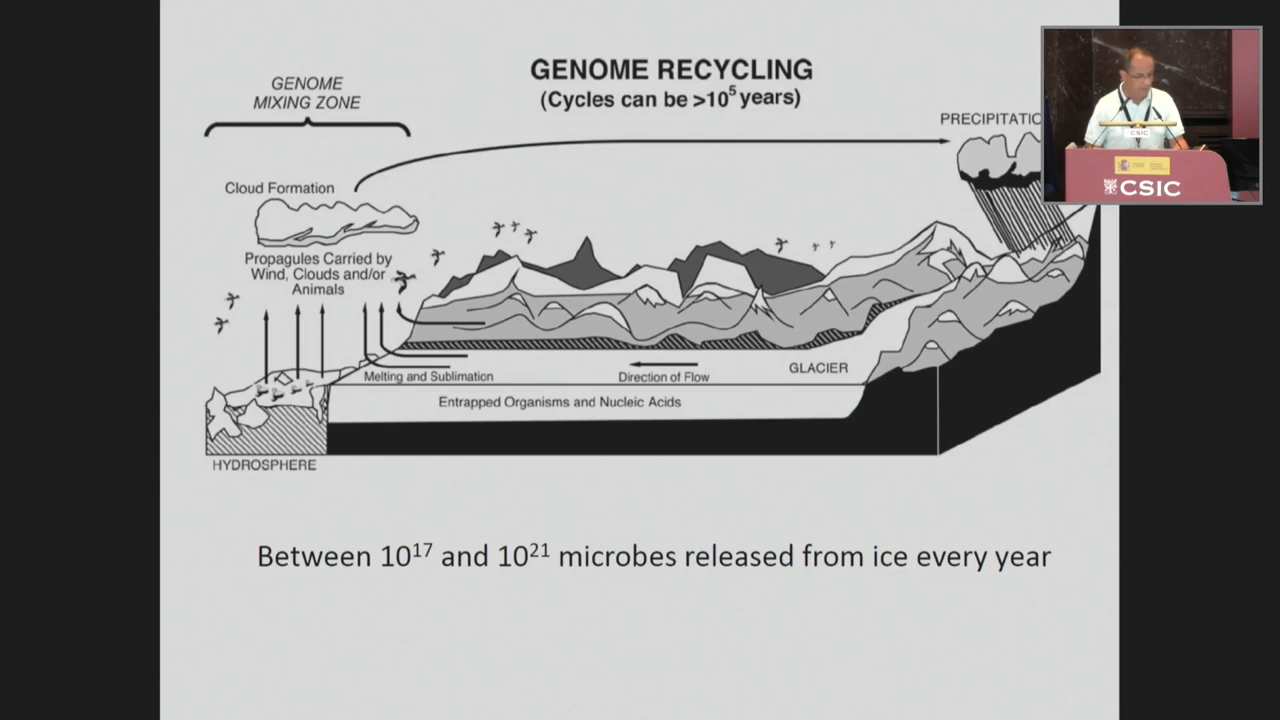 GENOME RECYCLING
(Cycles can be >10⁵ years)
GENOME
MIXING ZONE
PRECIPITATIO
Cloud Formation
Propagules Carried by
Wind, Clouds and/or
Animals
GLACIER
Melting and Sublimation
Direction of Flow
Entrapped Organisms and Nucleic Acids
HYDROSPHERE
Between 10¹⁷ and 10²¹ microbes released from ice every year
CSIC
CSIC